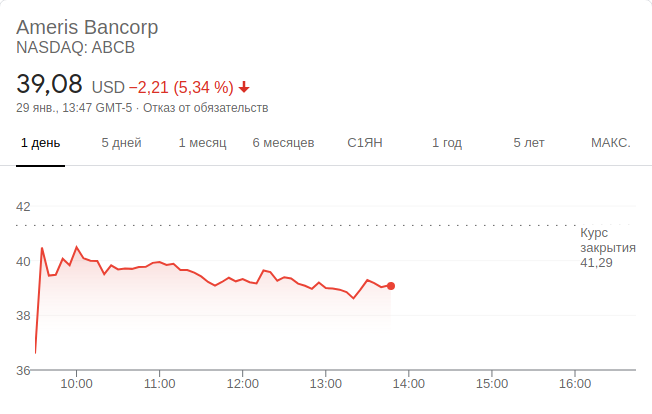 Ameris Bancorp
NASDAQ: ABCB
39,08 USD −2,21 (5,34 %)
29 янв., 13:47 GMT-5 · Отказ от обязательств
1 день 5 дней 1 месяц 6 месяцев С1ЯН 1 год 5 лет МАКС.
42
40
38
36
Курс
закрытия
41,29
10:00 11:00 12:00 13:00 14:00 15:00 16:00